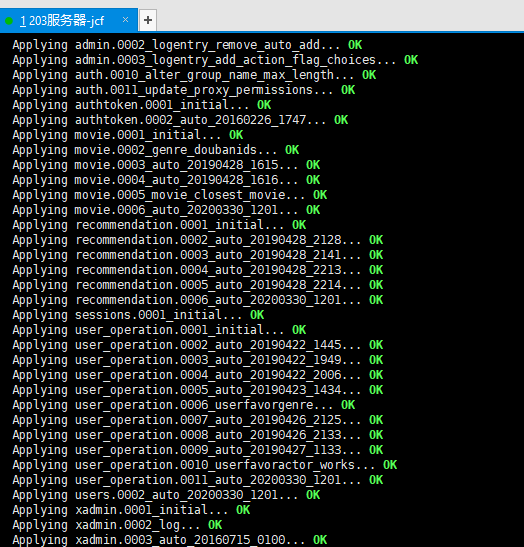 1 203服务器-jcf × +
Applying admin.0002_logentry_remove_auto_add... OK
Applying admin.0003_logentry_add_action_flag_choices... OK
Applying auth.0010_alter_group_name_max_length... OK
Applying auth.0011_update_proxy_permissions... OK
Applying authtoken.0001_initial... OK
Applying authtoken.0002_auto_20160226_1747... OK
Applying movie.0001_initial... OK
Applying movie.0002_genre_doubanids... OK
Applying movie.0003_auto_20190428_1615... OK
Applying movie.0004_auto_20190428_1616... OK
Applying movie.0005_movie_closest_movie... OK
Applying movie.0006_auto_20200330_1201... OK
Applying recommendation.0001_initial... OK
Applying recommendation.0002_auto_20190428_2128... OK
Applying recommendation.0003_auto_20190428_2141... OK
Applying recommendation.0004_auto_20190428_2213... OK
Applying recommendation.0005_auto_20190428_2214... OK
Applying recommendation.0006_auto_20200330_1201... OK
Applying sessions.0001_initial... OK
Applying user_operation.0001_initial... OK
Applying user_operation.0002_auto_20190422_1445... OK
Applying user_operation.0003_auto_20190422_1949... OK
Applying user_operation.0004_auto_20190422_2006... OK
Applying user_operation.0005_auto_20190423_1434... OK
Applying user_operation.0006_userfavorgenre... OK
Applying user_operation.0007_auto_20190426_2125... OK
Applying user_operation.0008_auto_20190426_2133... OK
Applying user_operation.0009_auto_20190427_1133... OK
Applying user_operation.0010_userfavoractor_works... OK
Applying user_operation.0011_auto_20200330_1201... OK
Applying users.0002_auto_20200330_1201... OK
Applying xadmin.0001_initial... OK
Applying xadmin.0002_log... OK
Applying xadmin.0003_auto_20160715_0100... OK